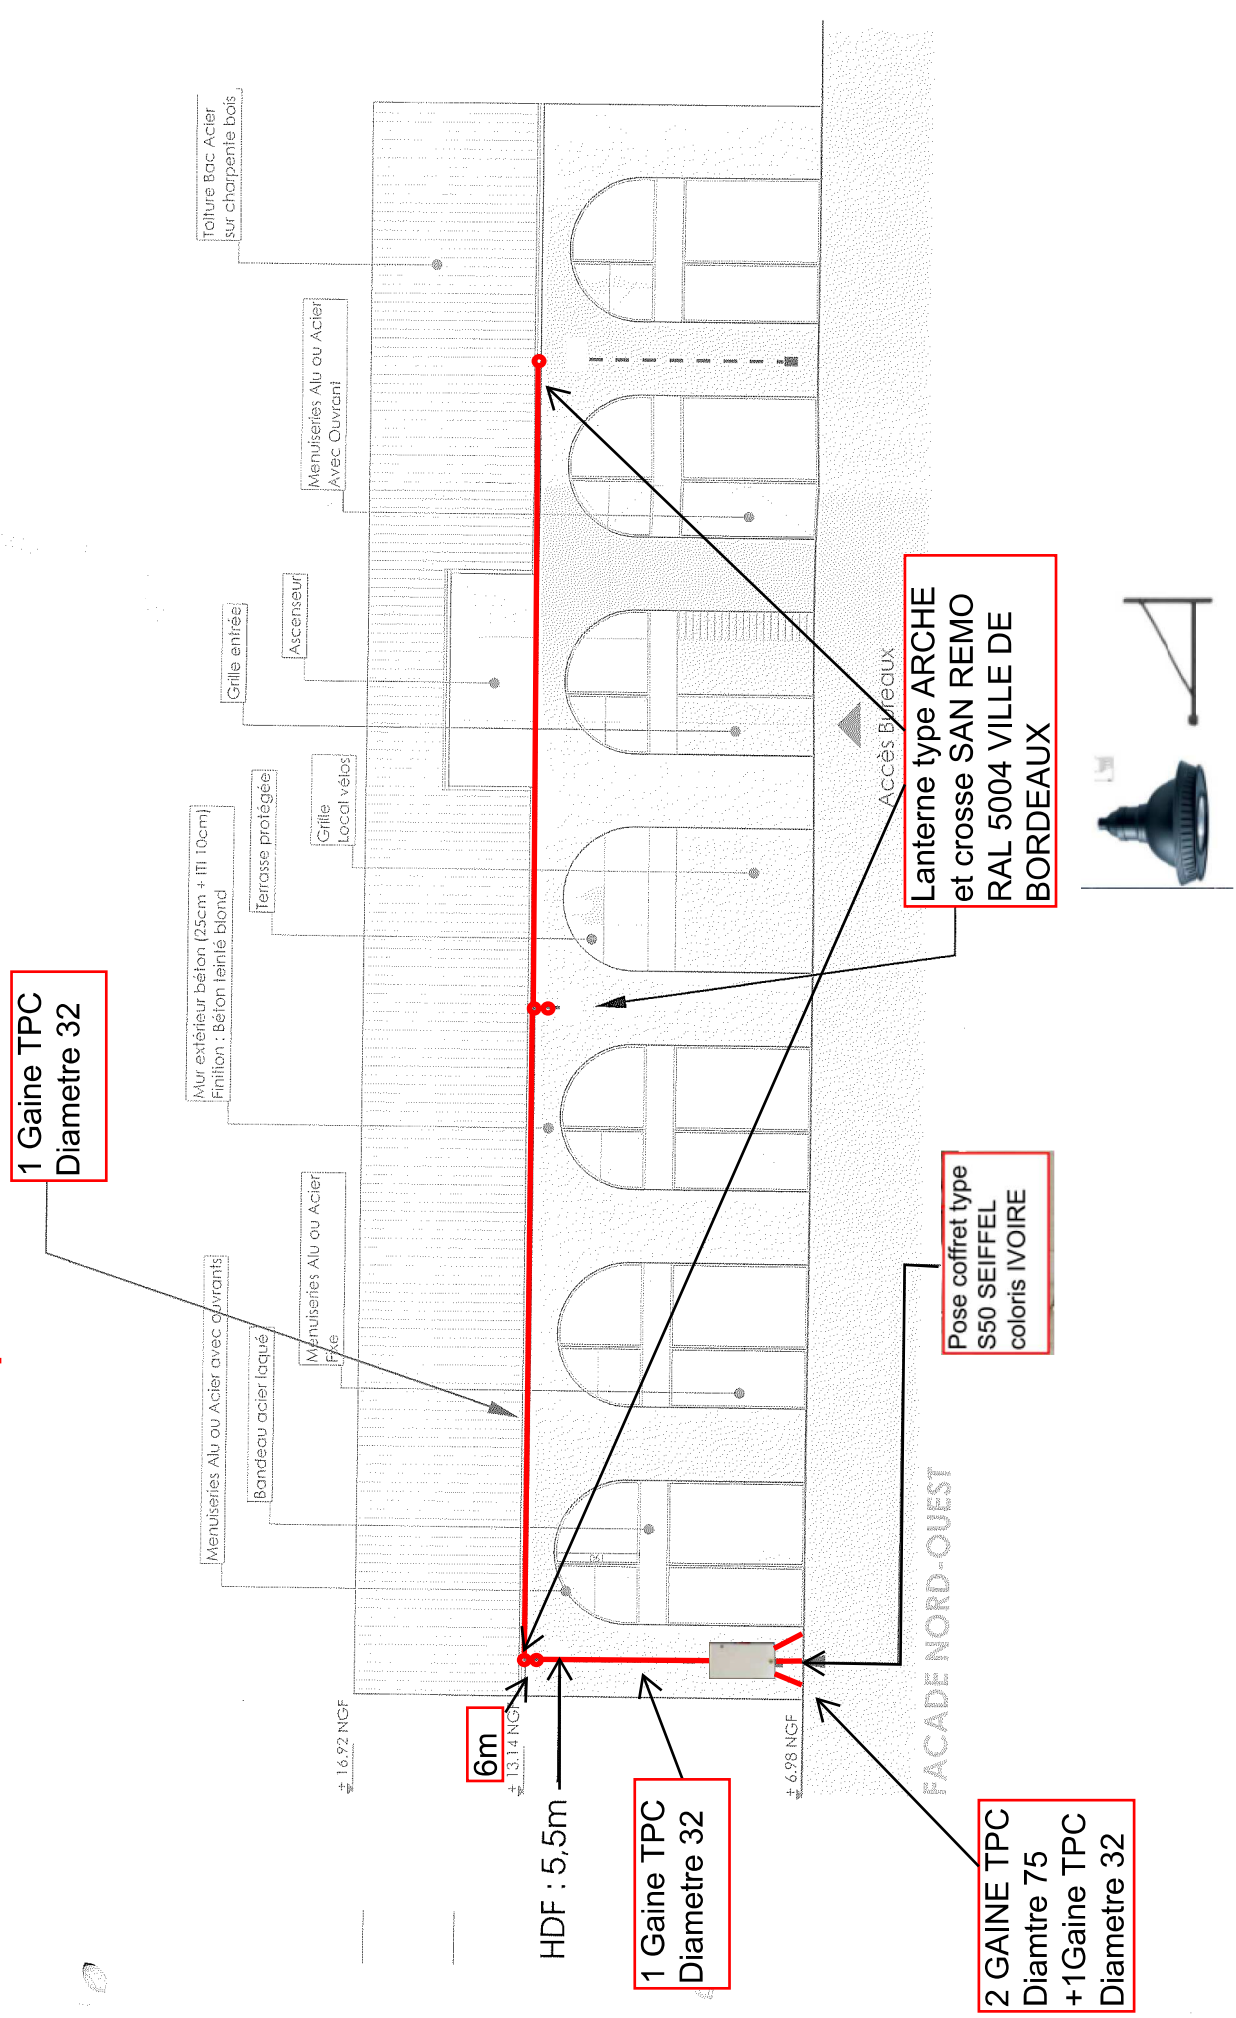 Toiture Bac Acier
sur charpente bois
Menuiseries Alu ou Acier
Avec Ouvrant
Ascenseur
Grille entrée
Grille
Local vélos
Terrasse protégée
Mur extérieur béton (25cm + ITI 10cm)
Finition : Béton teinté blond
1 Gaine TPC
Diametre 32
Menuiseries Alu ou Acier
Fixe
Bandeau acier laqué
Menuiseries Alu ou Acier avec ouvrants
+ 16.92 NGF
+ 13.14 NGF
+ 6.98 NGF
6m
HDF : 5,5m
1 Gaine TPC
Diametre 32
2 GAINE TPC
Diamtre 75
+1Gaine TPC
Diametre 32
FACADE NORD-OUEST
Pose coffret type
S50 SEIFFEL
coloris IVOIRE
Accès Bureaux
Lanterne type ARCHE
et crosse SAN REMO
RAL 5004 VILLE DE
BORDEAUX